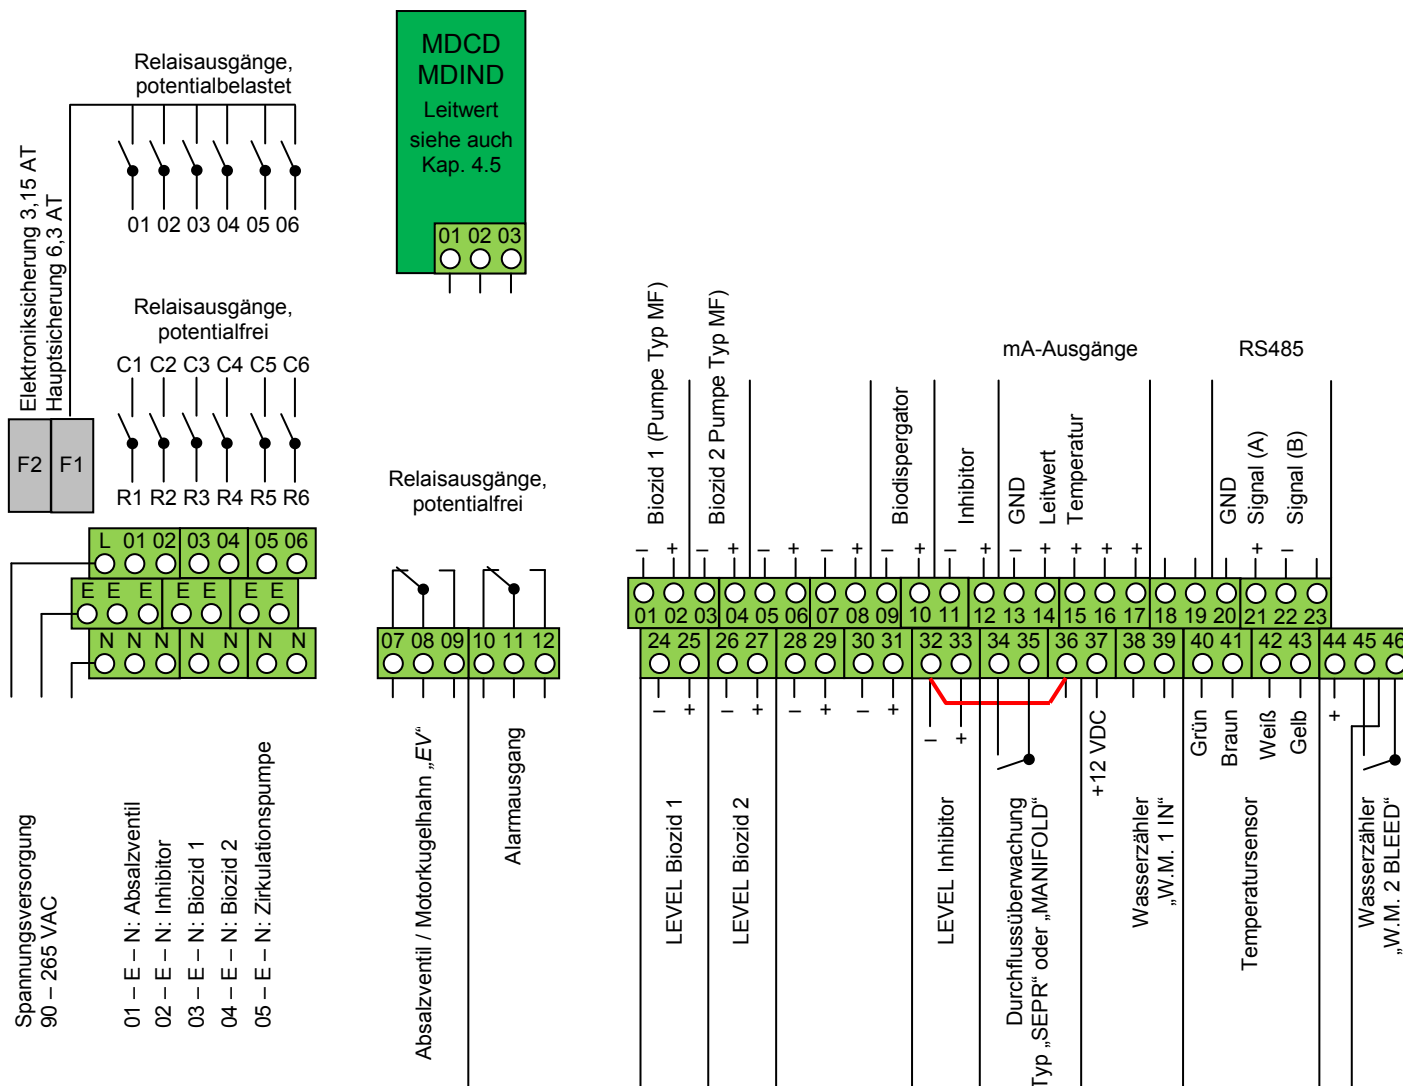 Relaisausgänge,
potentialbelastet
Elektroniksicherung 3,15 AT
Hauptsicherung 6,3 AT
01 02 03 04 05 06
MDCD
MDIND
Leitwert
siehe auch
Kap. 4.5
01 02 03
Relaisausgänge,
potentialfrei
C1 C2 C3 C4 C5 C6
F2 F1
R1 R2 R3 R4 R5 R6
L 01 02 03 04 05 06
E E E E E E E
N N N N N N N
Spannungsversorgung
90 – 265 VAC
01 – E – N: Absalzventil
02 – E – N: Inhibitor
03 – E – N: Biozid 1
04 – E – N: Biozid 2
05 – E – N: Zirkulationspumpe
Relaisausgänge,
potentialfrei
07 08 09 10 11 12
Absalzventil / Motorkugelhahn „EV“
Alarmausgang
mA-Ausgänge
RS485
Biozid 1 (Pumpe Typ MF)
Biozid 2 Pumpe Typ MF)
Biodispergator
Inhibitor
GND
Leitwert
Temperatur
GND
Signal (A)
Signal (B)
– + – + – + – + – + – + – + + + + + –
01 02 03 04 05 06 07 08 09 10 11 12 13 14 15 16 17 18 19 20 21 22 23
24 25 26 27 28 29 30 31 32 33 34 35 36 37 38 39 40 41 42 43 44 45 46
– + – + – + – + – + +
+12 VDC
Grün
Braun
Weiß
Gelb
LEVEL Biozid 1
LEVEL Biozid 2
LEVEL Inhibitor
Durchflussüberwachung
Typ „SEPR“ oder „MANIFOLD“
Wasserzähler
„W.M. 1 IN“
Temperatursensor
Wasserzähler
„W.M. 2 BLEED“